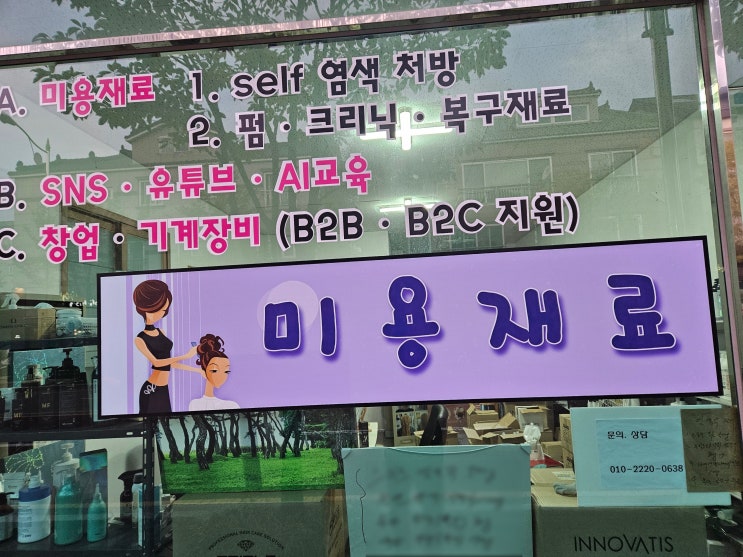 A. 미용재료 1. self 염색 처방
2. 펌 · 크리닉 · 복구재료
B. SNS · 유튜브 · AI교육
C. 창업 · 기계장비 (B2B · B2C 지원)
미용재료
문의. 상담
010-2220-0638
INNOVATIS